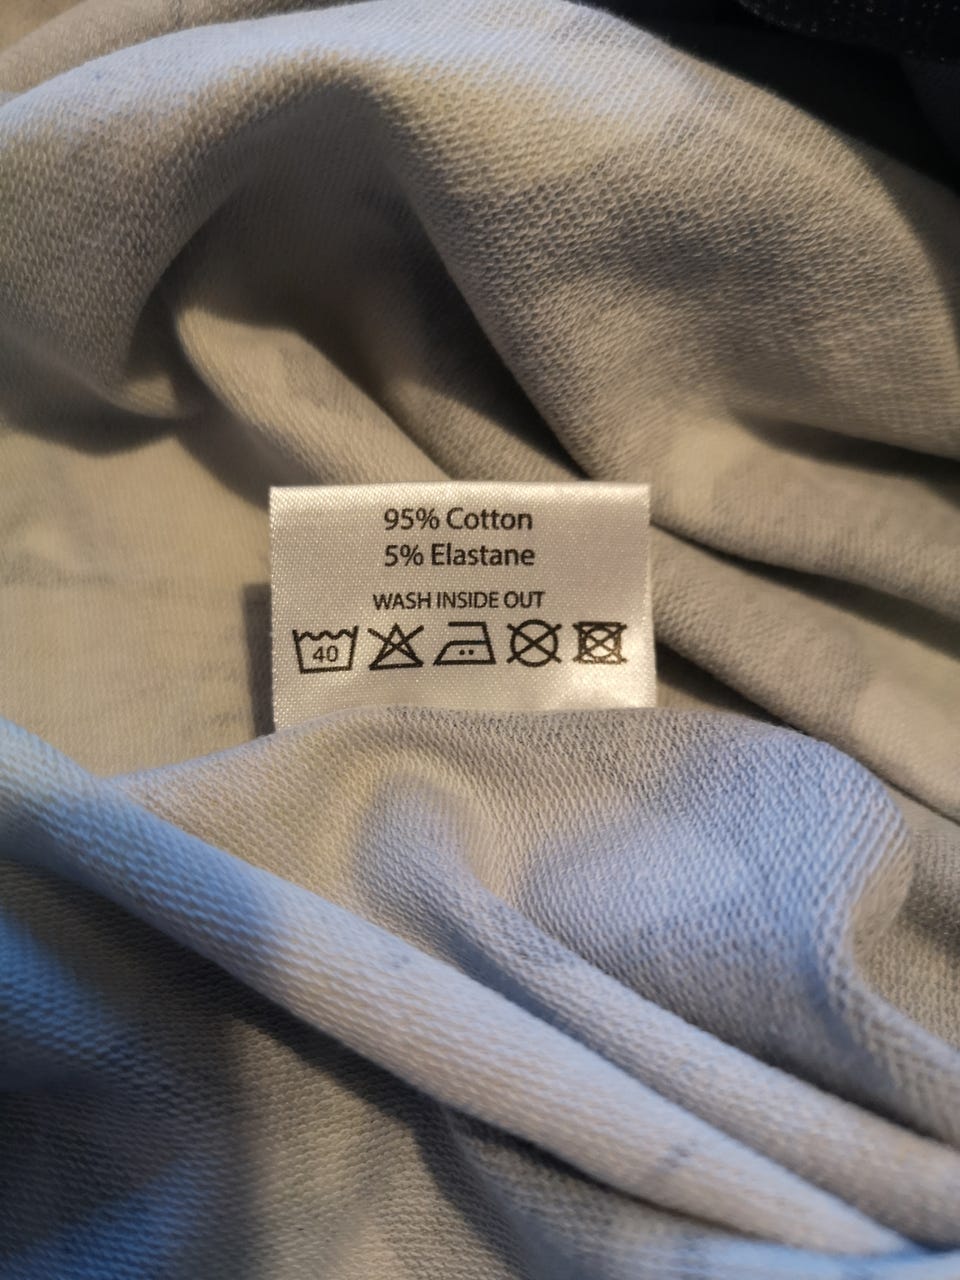 95% Cotton
5% Elastane
WASH INSIDE OUT
40